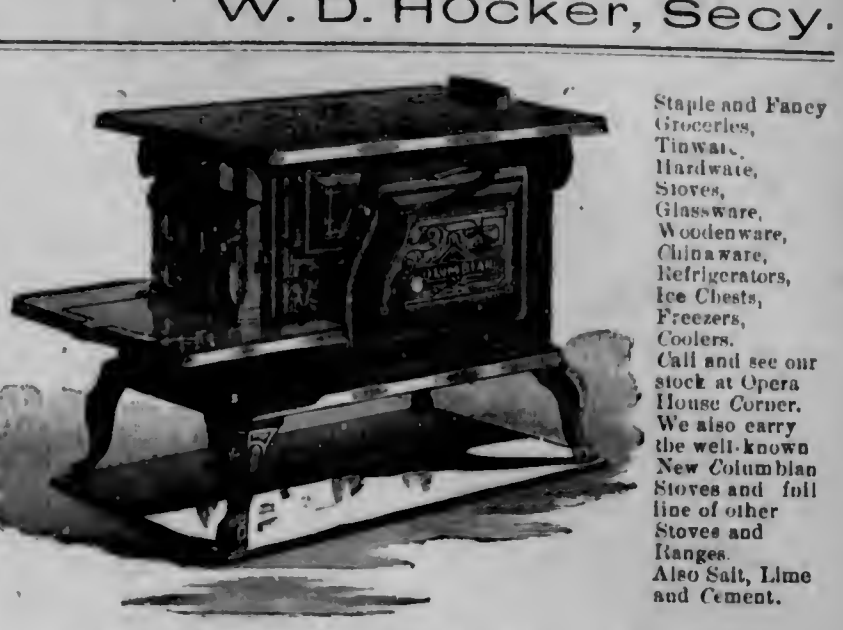 W. D. Hocker, Secy.
Staple and Fancy
Groceries,
Tinware,
Hardware,
Stoves,
Glassware,
Woodenware,
Chinaware,
Refrigerators,
Ice Chests,
Freezers,
Coolers.
Call and see our
stock at Opera
House Corner.
We also carry
the well-known
New Columbian
Stoves and full
line of other
Stoves and
Ranges.
Also Salt, Lime
and Cement.
COLUMBIAN